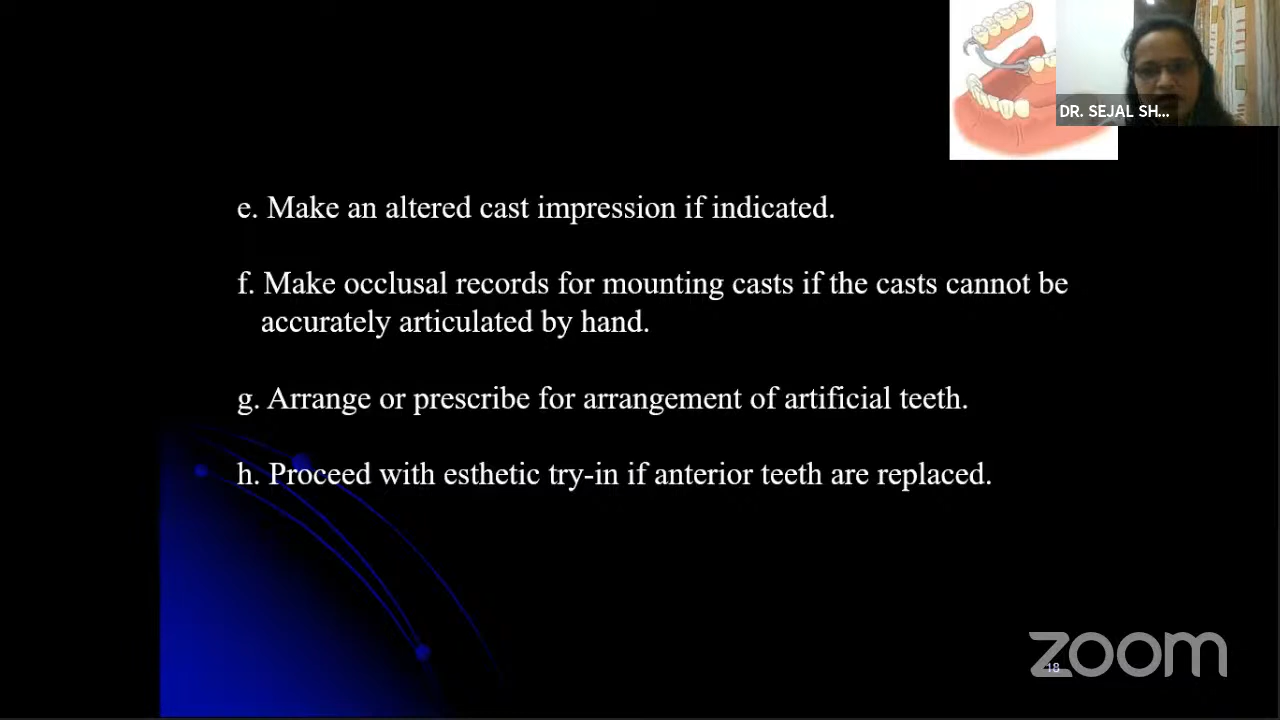 DR. SEJAL SH...
e. Make an altered cast impression if indicated.
f. Make occlusal records for mounting casts if the casts cannot be
accurately articulated by hand.
g. Arrange or prescribe for arrangement of artificial teeth.
h. Proceed with esthetic try-in if anterior teeth are replaced.
zoom
18